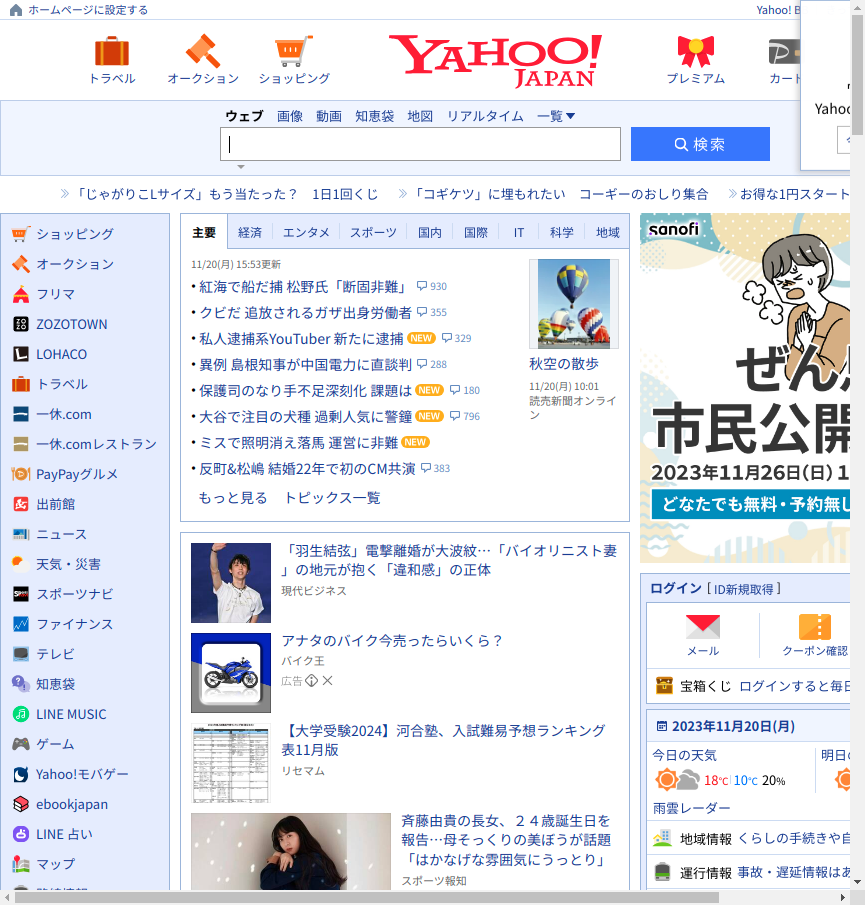 ホームページに設定する
Yahoo! B
トラベル
オークション
ショッピング
YAHOO!
JAPAN
プレミアム
カード
Yahoo
ウェブ 画像 動画 知恵袋 地図 リアルタイム 一覧
検索
「じゃがりこLサイズ」もう当たった？ 1日1回くじ
「コギケツ」に埋もれたい コーギーのおしり集合
お得な1円スタート
ショッピング
オークション
フリマ
ZOZOTOWN
LOHACO
トラベル
一休.com
一休.comレストラン
PayPayグルメ
出前館
ニュース
天気・災害
スポーツナビ
ファイナンス
テレビ
知恵袋
LINE MUSIC
ゲーム
Yahoo!モバゲー
ebookjapan
LINE 占い
マップ
主要 経済 エンタメ スポーツ 国内 国際 IT 科学 地域
11/20(月) 15:53更新
紅海で船だ捕 松野氏「断固非難」 930
クビだ 追放されるガザ出身労働者 355
私人逮捕系YouTuber 新たに逮捕 NEW 329
異例 島根知事が中国電力に直談判 288
保護司のなり手不足深刻化 課題は NEW 180
大谷で注目の犬種 過剰人気に警鐘 NEW 796
ミスで照明消え落馬 運営に非難 NEW
反町&松嶋 結婚22年で初のCM共演 383
もっと見る トピックス一覧
秋空の散歩
11/20(月) 10:01
読売新聞オンライ
ン
「羽生結弦」電撃離婚が大波紋…「バイオリニスト妻
」の地元が抱く「違和感」の正体
現代ビジネス
アナタのバイク今売ったらいくら？
バイク王
広告
【大学受験2024】河合塾、入試難易予想ランキング
表11月版
リセマム
斉藤由貴の長女、２４歳誕生日を
報告…母そっくりの美ぼうが話題
「はかなげな雰囲気にうっとり」
スポーツ報知
sanofi
ぜん
市民公開
2023年11月26日(日) 1
どなたでも無料・予約無し
ログイン [ ID新規取得 ]
メール
クーポン確認
宝箱くじ ログインすると毎日
2023年11月20日(月)
今日の天気
明日の
18℃ 10℃ 20%
雨雲レーダー
地域情報 くらしの手続きや自
運行情報 事故・遅延情報はあ